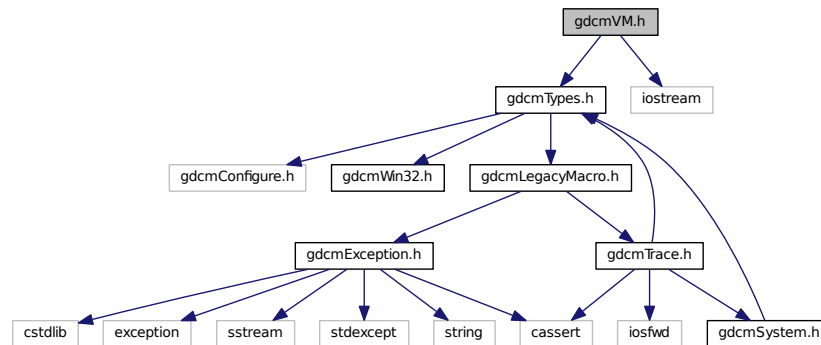 gdcmVM.h
gdcmTypes.h
iostream
gdcmConfigure.h
gdcmWin32.h
gdcmLegacyMacro.h
gdcmException.h
gdcmTrace.h
cstdlib
exception
sstream
stdexcept
string
cassert
iosfwd
gdcmSystem.h